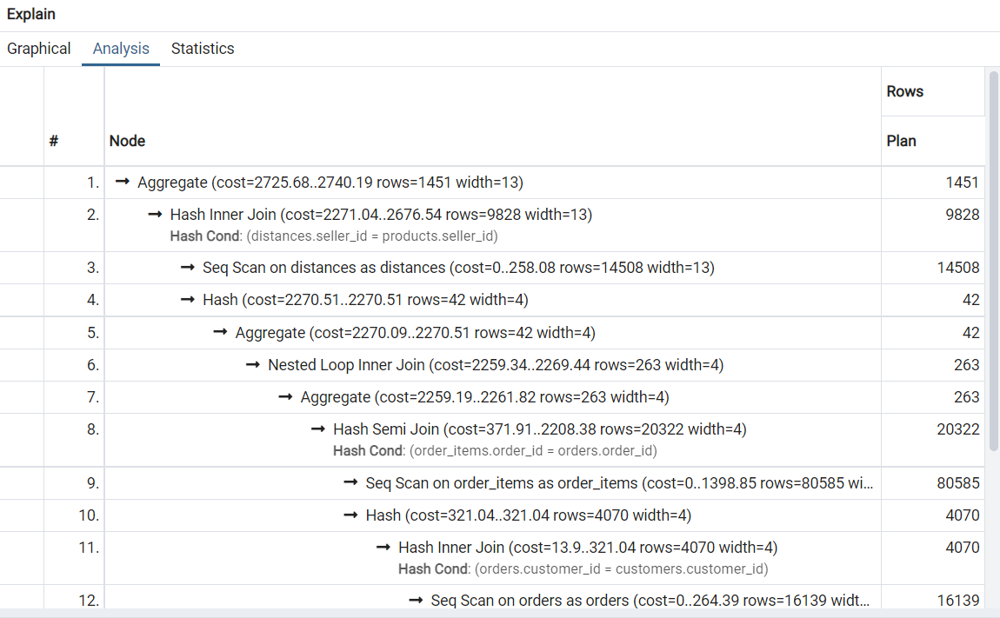 Explain
Graphical Analysis Statistics
Rows
# Node Plan
1. → Aggregate (cost=2725.68..2740.19 rows=1451 width=13) 1451
2. → Hash Inner Join (cost=2271.04..2676.54 rows=9828 width=13) 9828
Hash Cond: (distances.seller_id = products.seller_id)
3. → Seq Scan on distances as distances (cost=0..258.08 rows=14508 width=13) 14508
4. → Hash (cost=2270.51..2270.51 rows=42 width=4) 42
5. → Aggregate (cost=2270.09..2270.51 rows=42 width=4) 42
6. → Nested Loop Inner Join (cost=2259.34..2269.44 rows=263 width=4) 263
7. → Aggregate (cost=2259.19..2261.82 rows=263 width=4) 263
8. → Hash Semi Join (cost=371.91..2208.38 rows=20322 width=4) 20322
Hash Cond: (order_items.order_id = orders.order_id)
9. → Seq Scan on order_items as order_items (cost=0..1398.85 rows=80585 wi... 80585
10. → Hash (cost=321.04..321.04 rows=4070 width=4) 4070
11. → Hash Inner Join (cost=13.9..321.04 rows=4070 width=4) 4070
Hash Cond: (orders.customer_id = customers.customer_id)
12. → Seq Scan on orders as orders (cost=0..264.39 rows=16139 widt... 16139